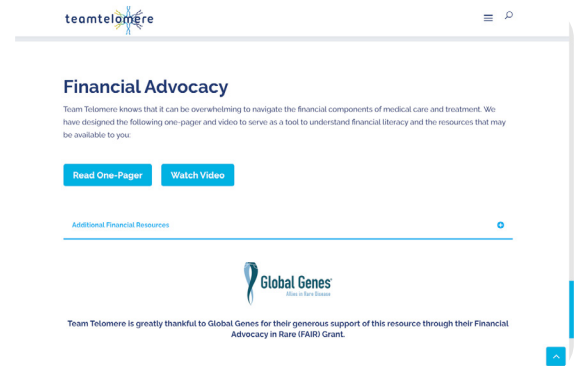 teamtelomere
Financial Advocacy
Team Telomere knows that it can be overwhelming to navigate the financial components of medical care and treatment. We
have designed the following one-pager and video to serve as a tool to understand financial literacy and the resources that may
be available to you:
Read One-Pager
Watch Video
Additional Financial Resources
Global Genes
Allies in Rare Disease
Team Telomere is greatly thankful to Global Genes for their generous support of this resource through their Financial
Advocacy in Rare (FAIR) Grant.